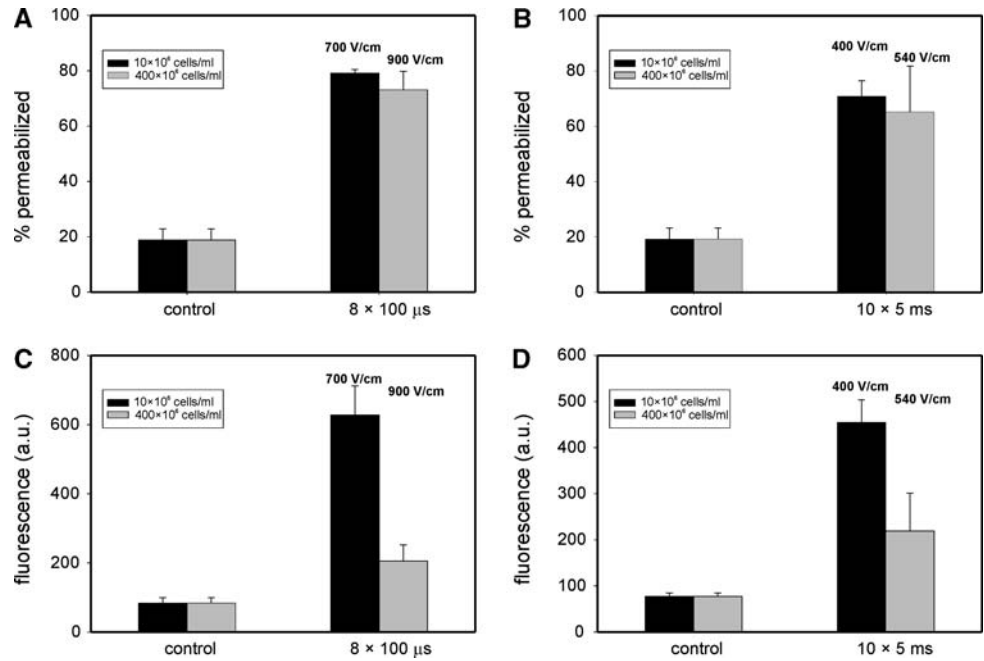 A
100
80
60
40
20
0
% permeabilized
10×10⁶ cells/ml
400×10⁶ cells/ml
700 V/cm
900 V/cm
control
8 × 100 μs
B
100
80
60
40
20
0
% permeabilized
10×10⁶ cells/ml
400×10⁶ cells/ml
400 V/cm
540 V/cm
control
10 × 5 ms
C
800
600
400
200
0
fluorescence (a.u.)
10×10⁶ cells/ml
400×10⁶ cells/ml
700 V/cm
900 V/cm
control
8 × 100 μs
D
600
500
400
300
200
100
0
fluorescence (a.u.)
10×10⁶ cells/ml
400×10⁶ cells/ml
400 V/cm
540 V/cm
control
10 × 5 ms